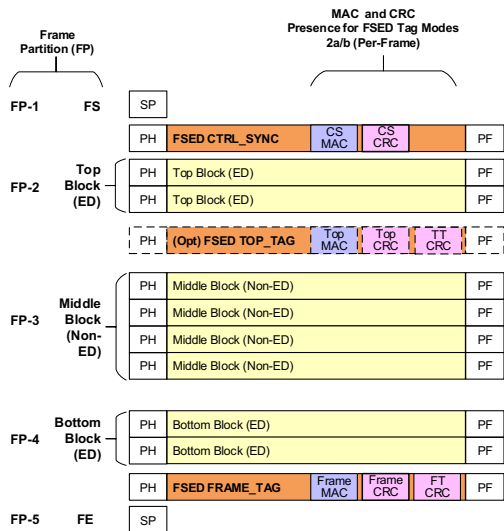 MAC and CRC
Presence for FSED Tag Modes
2a/b (Per-Frame)
Frame
Partition (FP)
FP-1 FS SP
PH FSED CTRL_SYNC CS MAC CS CRC PF
FP-2 Top Block (ED)
PH Top Block (ED) PF
PH Top Block (ED) PF
PH (Opt) FSED TOP_TAG Top MAC Top CRC TT CRC PF
FP-3 Middle Block (Non-ED)
PH Middle Block (Non-ED) PF
PH Middle Block (Non-ED) PF
PH Middle Block (Non-ED) PF
PH Middle Block (Non-ED) PF
FP-4 Bottom Block (ED)
PH Bottom Block (ED) PF
PH Bottom Block (ED) PF
PH FSED FRAME_TAG Frame MAC Frame CRC FT CRC PF
FP-5 FE SP